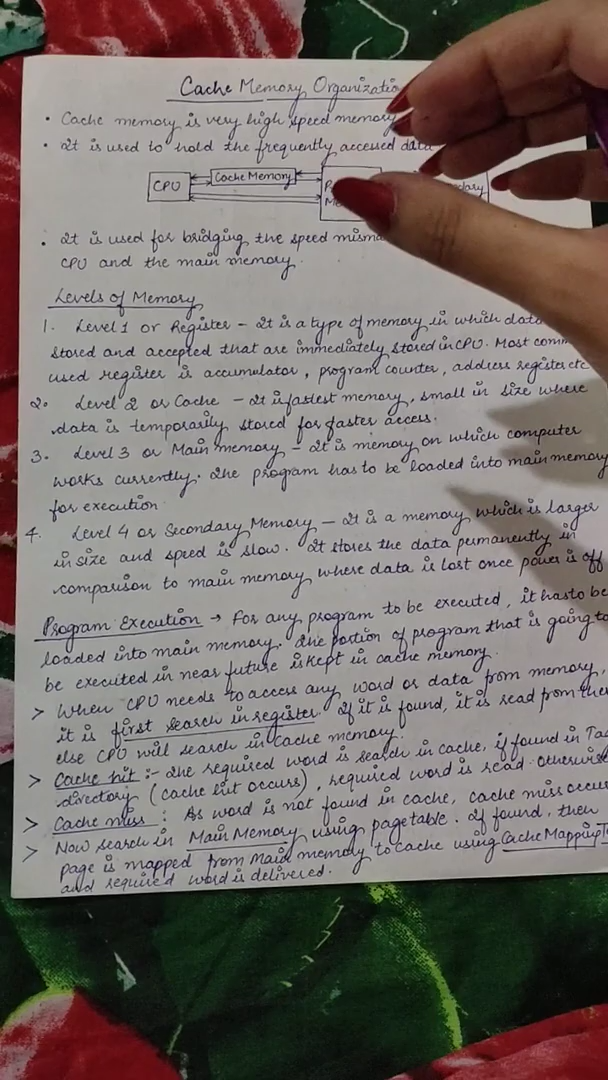 Cache Memory Organizatio
• Cache memory is very high speed memory
• It is used to hold the frequently accessed data
CPU
Cache Memory
• It is used for bridging the speed misma
CPU and the main memory.
Levels of Memory
1. Level 1 or Register - It is a type of memory in which data
stored and accepted that are immediately stored in CPU. Most comm
used register is accumulator, program counter, address register etc
2. Level 2 or Cache - It is fastest memory, small in size where
data is temporarily stored for faster access.
3. Level 3 or Main memory - It is memory on which computer
works currently. The program has to be loaded into main memory
for execution
4. Level 4 or Secondary Memory - It is a memory which is larger
in size and speed is slow. It stores the data permanently in
comparison to main memory where data is lost once power is off
Program Execution → For any program to be executed, it has to be
loaded into main memory. The portion of program that is going to
be executed in near future is kept in cache memory.
> When CPU needs to access any word or data from memory,
it is first search in register. If it is found, it is read from ther
else CPU will search in cache memory.
> Cache hit :- The required word is search in cache, if found in Tag
directory (cache hit occurs), required word is read. otherwise
> Cache miss : As word is not found in cache, cache miss occur
> Now search in Main Memory using page table. If found, then
page is mapped from Main memory to cache using Cache Mapping T
and required word is delivered.